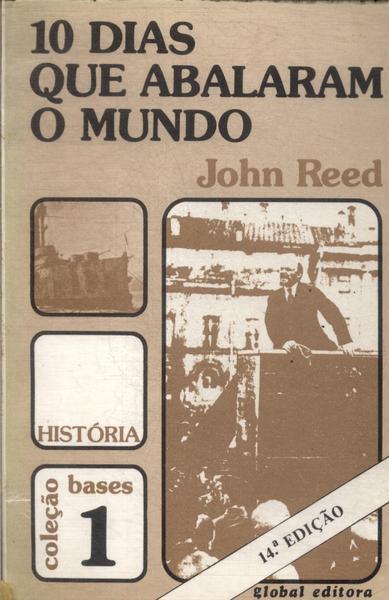 10 DIAS
QUE ABALARAM
O MUNDO
John Reed
HISTÓRIA
coleção
bases
1
14.ª EDIÇÃO
global editora